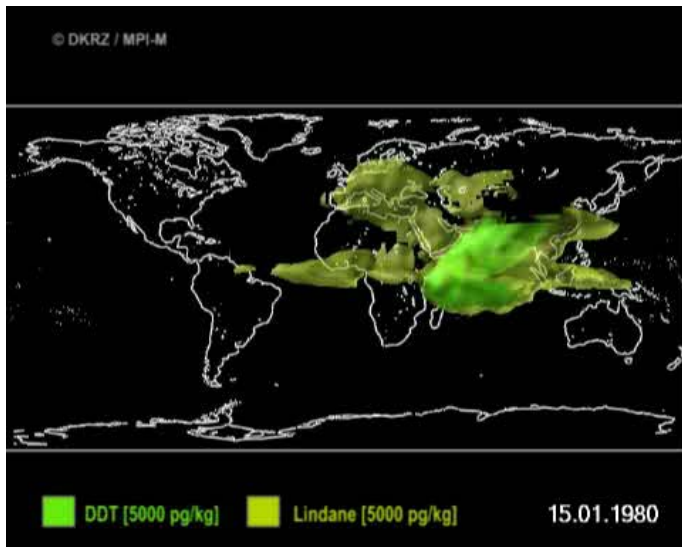 © DKRZ / MPI-M
DDT [5000 pg/kg] Lindane [5000 pg/kg] 15.01.1980